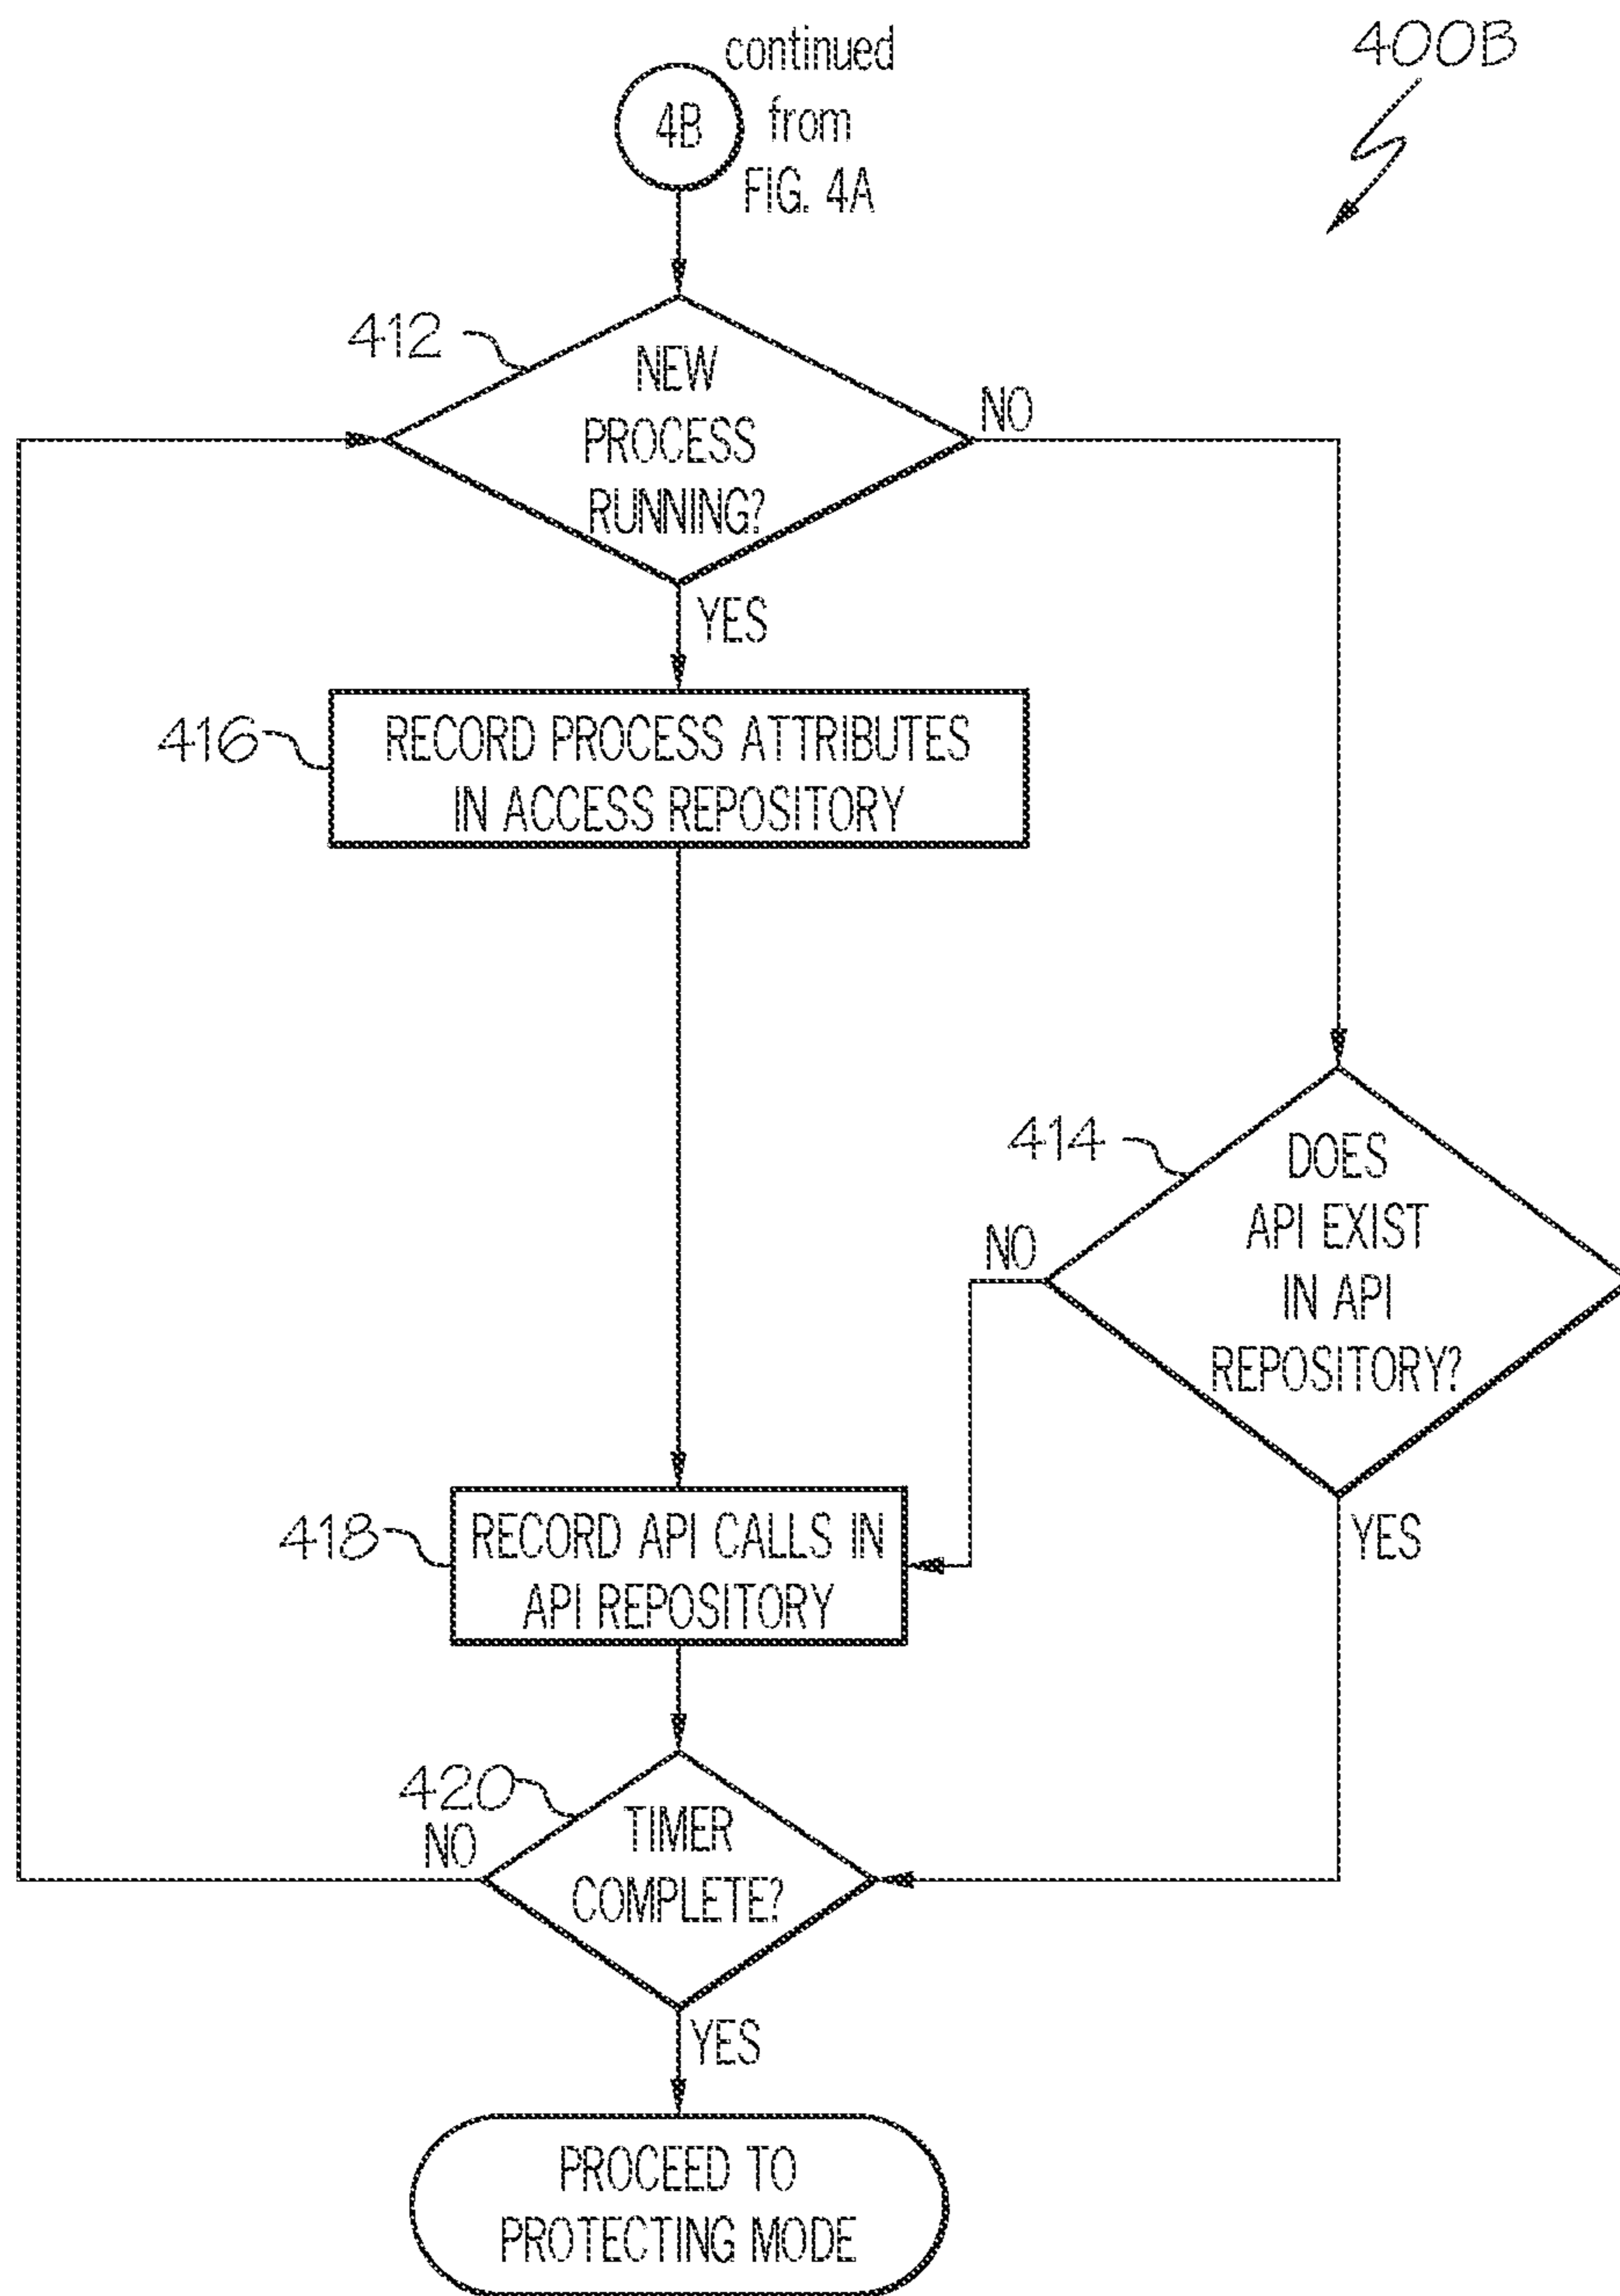 continued
from
FIG. 4A
4B
400B
412
NEW
PROCESS
RUNNING?
NO
YES
416
RECORD PROCESS ATTRIBUTES
IN ACCESS REPOSITORY
414
DOES
API EXIST
IN API
REPOSITORY?
NO
YES
418
RECORD API CALLS IN
API REPOSITORY
420
NO
TIMER
COMPLETE?
YES
PROCEED TO
PROTECTING MODE